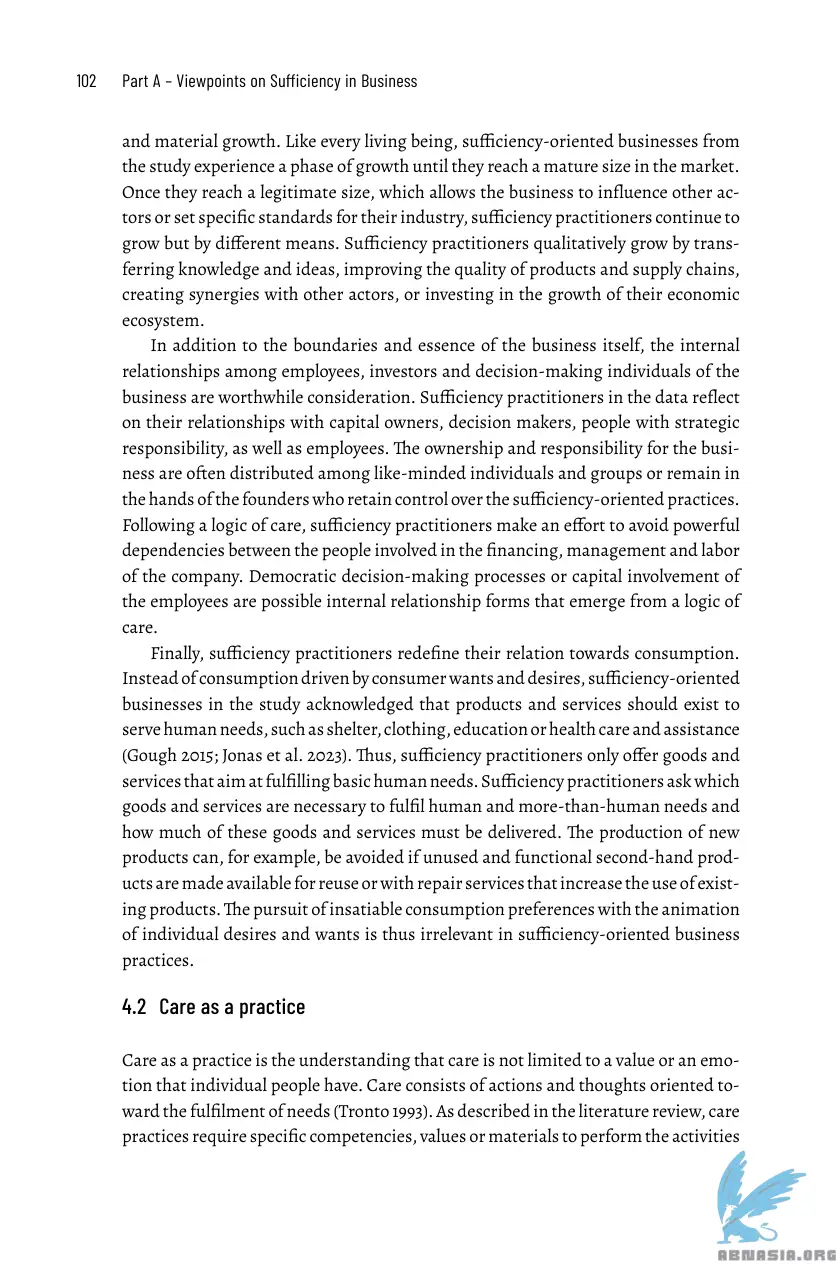 102 Part A – Viewpoints on Sufficiency in Business
and material growth. Like every living being, sufficiency-oriented businesses from
the study experience a phase of growth until they reach a mature size in the market.
Once they reach a legitimate size, which allows the business to influence other ac-
tors or set specific standards for their industry, sufficiency practitioners continue to
grow but by different means. Sufficiency practitioners qualitatively grow by trans-
ferring knowledge and ideas, improving the quality of products and supply chains,
creating synergies with other actors, or investing in the growth of their economic
ecosystem.
In addition to the boundaries and essence of the business itself, the internal
relationships among employees, investors and decision-making individuals of the
business are worthwhile consideration. Sufficiency practitioners in the data reflect
on their relationships with capital owners, decision makers, people with strategic
responsibility, as well as employees. The ownership and responsibility for the busi-
ness are often distributed among like-minded individuals and groups or remain in
the hands of the founders who retain control over the sufficiency-oriented practices.
Following a logic of care, sufficiency practitioners make an effort to avoid powerful
dependencies between the people involved in the financing, management and labor
of the company. Democratic decision-making processes or capital involvement of
the employees are possible internal relationship forms that emerge from a logic of
care.
Finally, sufficiency practitioners redefine their relation towards consumption.
Instead of consumption driven by consumer wants and desires, sufficiency-oriented
businesses in the study acknowledged that products and services should exist to
serve human needs, such as shelter, clothing, education or health care and assistance
(Gough 2015; Jonas et al. 2023). Thus, sufficiency practitioners only offer goods and
services that aim at fulfilling basic human needs. Sufficiency practitioners ask which
goods and services are necessary to fulfil human and more-than-human needs and
how much of these goods and services must be delivered. The production of new
products can, for example, be avoided if unused and functional second-hand prod-
ucts are made available for reuse or with repair services that increase the use of exist-
ing products. The pursuit of insatiable consumption preferences with the animation
of individual desires and wants is thus irrelevant in sufficiency-oriented business
practices.
4.2 Care as a practice
Care as a practice is the understanding that care is not limited to a value or an emo-
tion that individual people have. Care consists of actions and thoughts oriented to-
ward the fulfilment of needs (Tronto 1993). As described in the literature review, care
practices require specific competencies, values or materials to perform the activities
ABNASIA.ORG